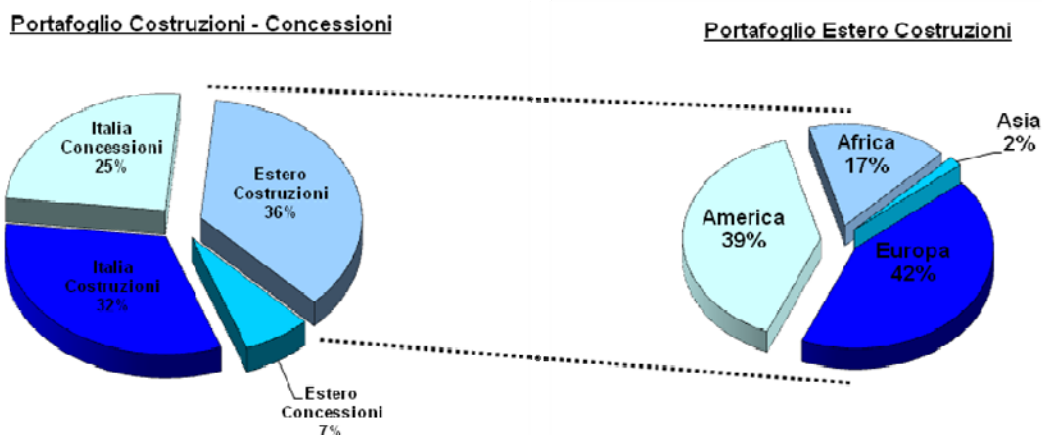 Portafoglio Costruzioni - Concessioni
Portafoglio Estero Costruzioni
Italia
Concessioni
25%
Estero
Costruzioni
36%
Italia
Costruzioni
32%
Estero
Concessioni
7%
Africa
17%
Asia
2%
America
39%
Europa
42%